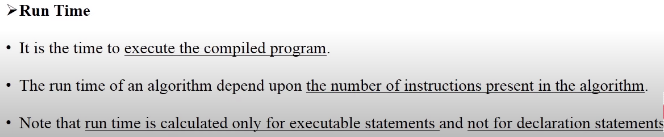 ➢Run Time
• It is the time to execute the compiled program.
• The run time of an algorithm depend upon the number of instructions present in the algorithm.
• Note that run time is calculated only for executable statements and not for declaration statements